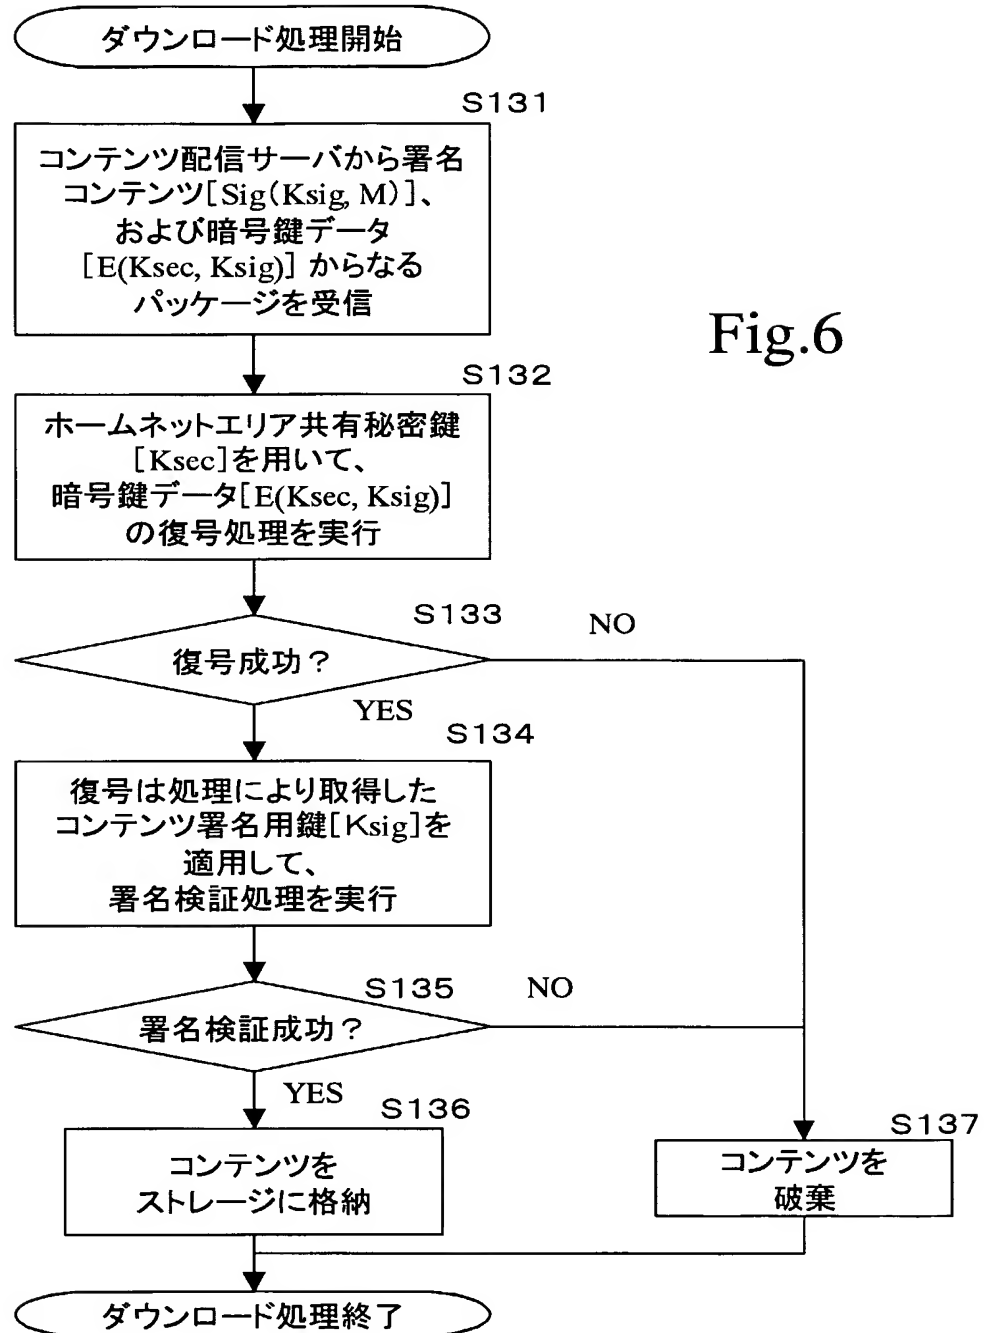 ダウンロード処理開始
S131
コンテンツ配信サーバから署名
コンテンツ[Sig(Ksig, M)]、
および暗号鍵データ
[E(Ksec, Ksig)] からなる
パッケージを受信
Fig.6
S132
ホームネットエリア共有秘密鍵
[Ksec]を用いて、
暗号鍵データ[E(Ksec, Ksig)]
の復号処理を実行
S133
NO
復号成功？
YES
S134
復号は処理により取得した
コンテンツ署名用鍵[Ksig]を
適用して、
署名検証処理を実行
S135
NO
署名検証成功？
YES
S136
S137
コンテンツを
ストレージに格納
コンテンツを
破棄
ダウンロード処理終了